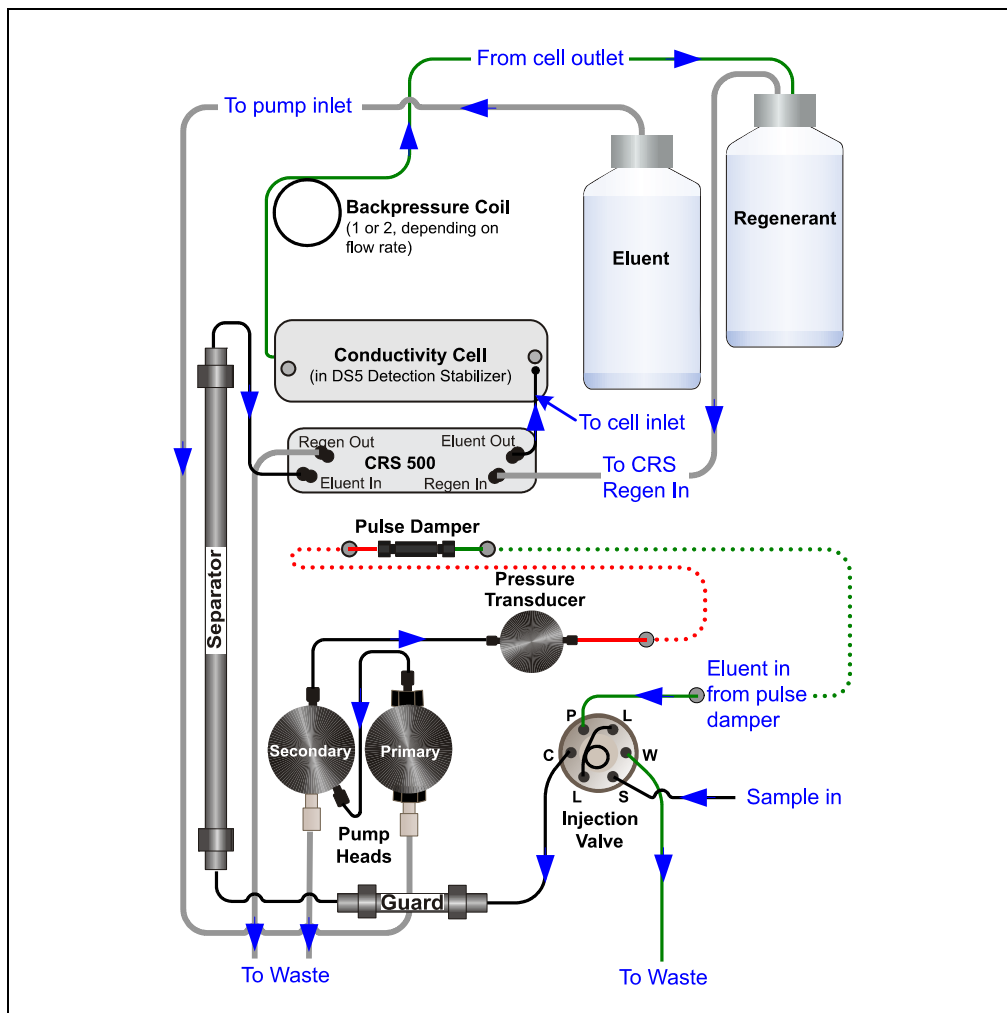 From cell outlet
To pump inlet
Backpressure Coil
(1 or 2, depending on
flow rate)
Eluent
Regenerant
Conductivity Cell
(in DS5 Detection Stabilizer)
To cell inlet
Regen Out
Eluent Out
CRS 500
Eluent In
Regen In
To CRS
Regen In
Separator
Pulse Damper
Pressure
Transducer
Eluent in
from pulse
damper
Secondary
Primary
P
L
C
W
L
S
Sample in
Injection
Valve
Pump
Heads
Guard
To Waste
To Waste